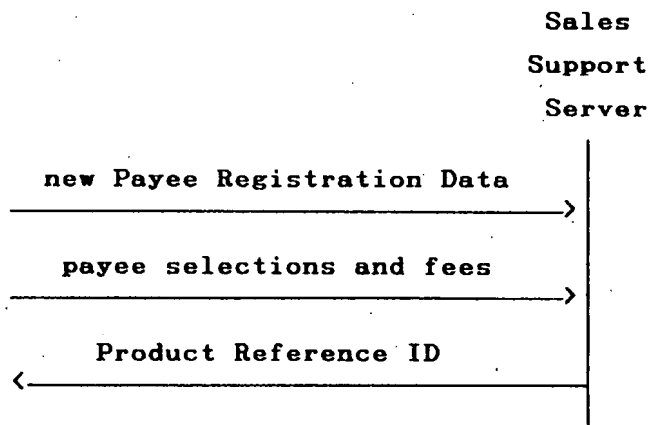 Sales
Support
Server
new Payee Registration Data
payee selections and fees
Product Reference ID